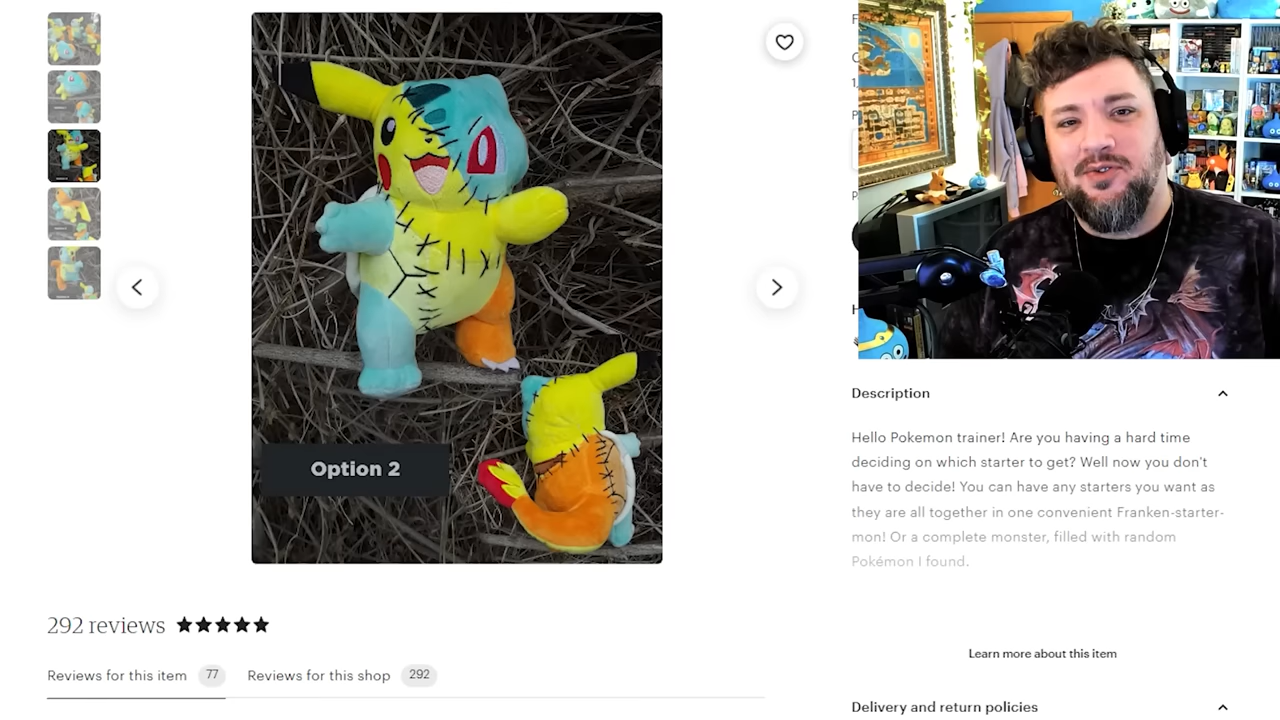 Option 2
292 reviews
Reviews for this item 77
Reviews for this shop 292
Description
Hello Pokemon trainer! Are you having a hard time
deciding on which starter to get? Well now you don't
have to decide! You can have any starters you want as
they are all together in one convenient Franken-starter-
mon! Or a complete monster, filled with random
Pokémon I found.
Learn more about this item
Delivery and return policies